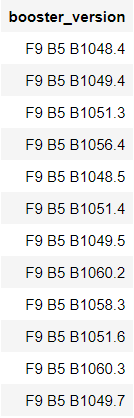 booster_version
F9 B5 B1048.4
F9 B5 B1049.4
F9 B5 B1051.3
F9 B5 B1056.4
F9 B5 B1048.5
F9 B5 B1051.4
F9 B5 B1049.5
F9 B5 B1060.2
F9 B5 B1058.3
F9 B5 B1051.6
F9 B5 B1060.3
F9 B5 B1049.7